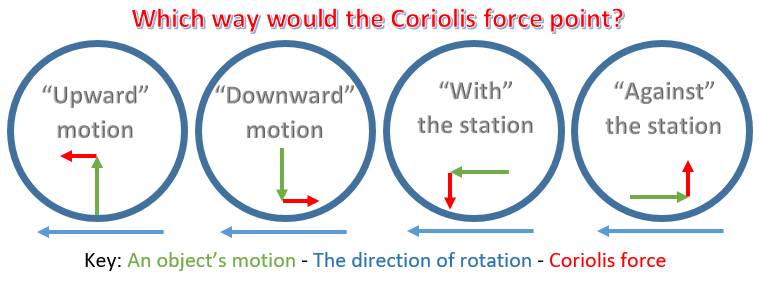 Which way would the Coriolis force point?
“Upward”
motion
“Downward”
motion
“With”
the station
“Against”
the station
Key: An object’s motion - The direction of rotation - Coriolis force